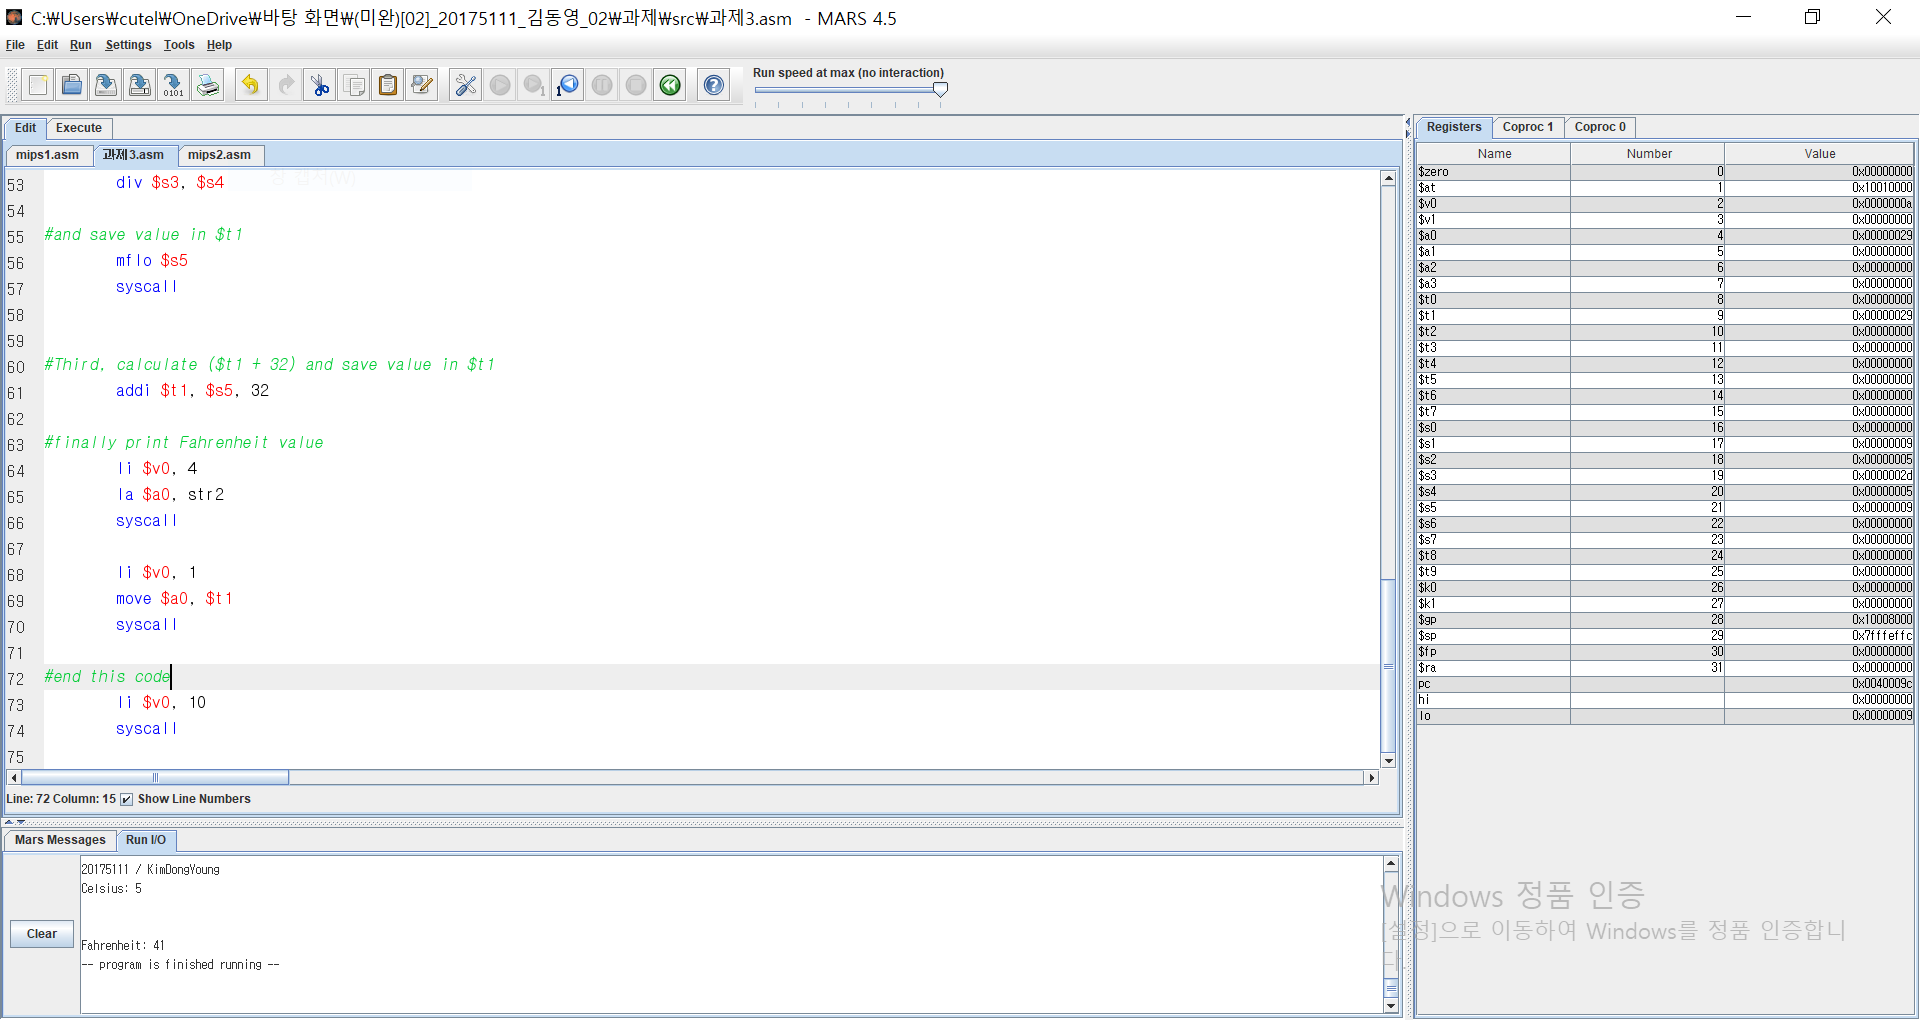 C:₩Users₩cutel₩OneDrive₩바탕 화면₩(미완)[02]_20175111_김동영_02₩과제₩src₩과제3.asm - MARS 4.5
File Edit Run Settings Tools Help
Run speed at max (no interaction)
Edit Execute
mips1.asm 과제3.asm mips2.asm
53 div $s3, $s4
54
55 #and save value in $t1
56 mflo $s5
57 syscall
58
59
60 #Third, calculate ($t1 + 32) and save value in $t1
61 addi $t1, $s5, 32
62
63 #finally print Fahrenheit value
64 li $v0, 4
65 la $a0, str2
66 syscall
67
68 li $v0, 1
69 move $a0, $t1
70 syscall
71
72 #end this code
73 li $v0, 10
74 syscall
75
Line: 72 Column: 15 Show Line Numbers
Mars Messages Run I/O
Clear
20175111 / KimDongYoung
Celsius: 5
Fahrenheit: 41
-- program is finished running --
Registers Coproc 1 Coproc 0
Name Number Value
$zero 0 0x00000000
$at 1 0x10010000
$v0 2 0x0000000a
$v1 3 0x00000000
$a0 4 0x00000029
$a1 5 0x00000000
$a2 6 0x00000000
$a3 7 0x00000000
$t0 8 0x00000000
$t1 9 0x00000029
$t2 10 0x00000000
$t3 11 0x00000000
$t4 12 0x00000000
$t5 13 0x00000000
$t6 14 0x00000000
$t7 15 0x00000000
$s0 16 0x00000000
$s1 17 0x00000009
$s2 18 0x00000005
$s3 19 0x0000002d
$s4 20 0x00000005
$s5 21 0x00000009
$s6 22 0x00000000
$s7 23 0x00000000
$t8 24 0x00000000
$t9 25 0x00000000
$k0 26 0x00000000
$k1 27 0x00000000
$gp 28 0x10008000
$sp 29 0x7fffeffc
$fp 30 0x00000000
$ra 31 0x00000000
pc 0x0040009c
hi 0x00000000
lo 0x00000009
Windows 정품 인증
[설정]으로 이동하여 Windows를 정품 인증합니
다.